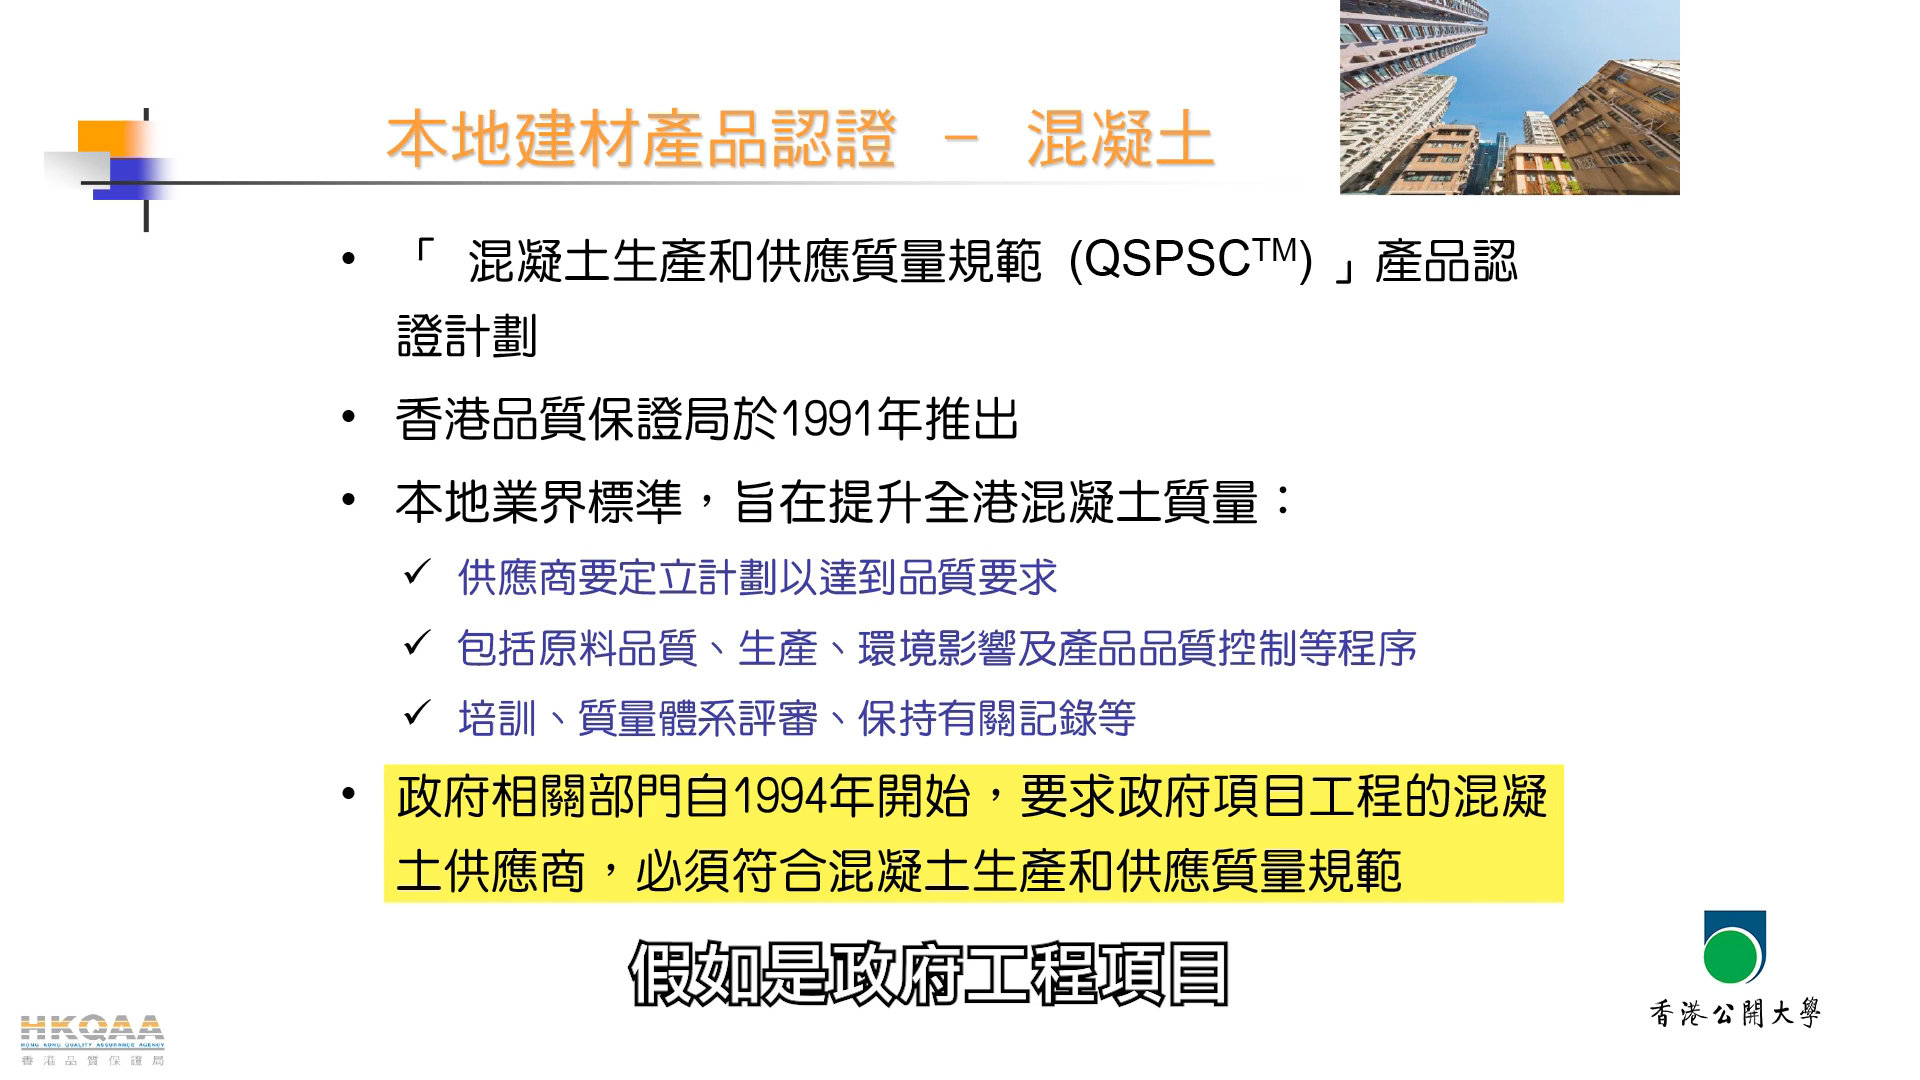 本地建材產品認證 - 混凝土
• 「 混凝土生產和供應質量規範 (QSPSC™) 」產品認
證計劃
• 香港品質保證局於1991年推出
• 本地業界標準，旨在提升全港混凝土質量：
✓ 供應商要定立計劃以達到品質要求
✓ 包括原料品質、生產、環境影響及產品品質控制等程序
✓ 培訓、質量體系評審、保持有關記錄等
• 政府相關部門自1994年開始，要求政府項目工程的混凝
土供應商，必須符合混凝土生產和供應質量規範
假如是政府工程項目
香港公開大學
HKQAA
HONG KONG QUALITY ASSURANCE AGENCY
香港品質保證局